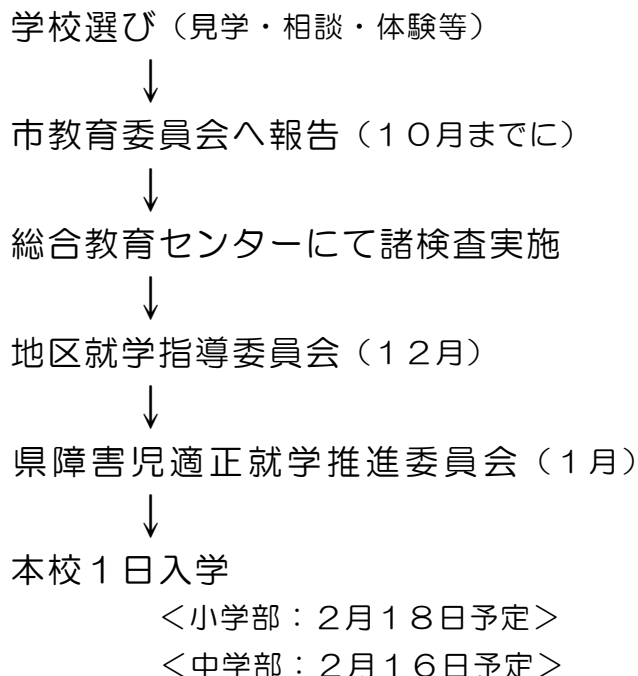 学校選び（見学・相談・体験等）
↓
市教育委員会へ報告（１０月までに）
↓
総合教育センターにて諸検査実施
↓
地区就学指導委員会（１２月）
↓
県障害児適正就学推進委員会（１月）
↓
本校１日入学
＜小学部：２月１８日予定＞
＜中学部：２月１６日予定＞